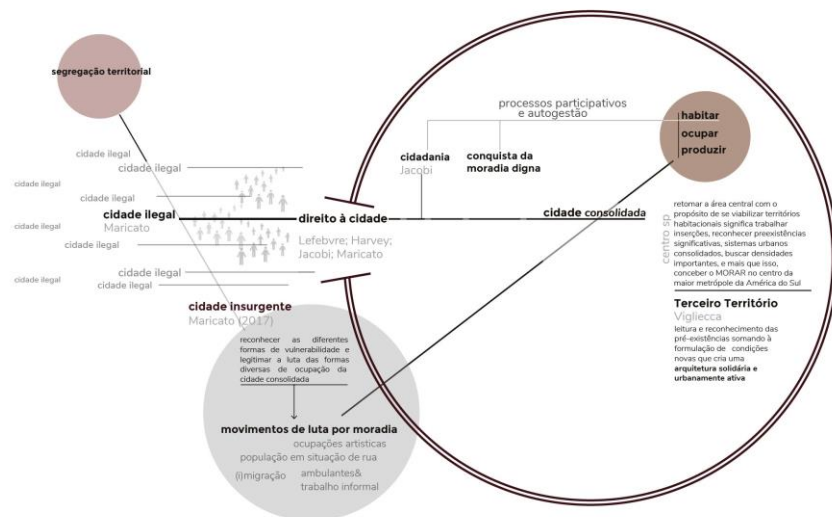 segregação territorial
cidade ilegal
cidade ilegal
cidade ilegal
cidade ilegal
cidade ilegal
cidade ilegal
Maricato
cidade ilegal
cidade ilegal
cidade ilegal
cidade ilegal
cidade ilegal
direito à cidade
Lefebvre; Harvey;
Jacobi; Maricato
processos participativos
e autogestão
cidadania
Jacobi
conquista da
moradia digna
cidade consolidada
habitar
ocupar
produzir
centro sp
retomar a área central com o
propósito de se viabilizar territórios
habitacionais significa trabalhar
inserções, reconhecer preexistências
significativas, sistemas urbanos
consolidados, buscar densidades
importantes, e mais que isso,
conceber o MORAR no centro da
maior metrópole da América do Sul
Terceiro Território
Vigliecca
leitura e reconhecimento das
pré-existências somando à
formulação de condições
novas que cria uma
arquitetura solidária e
urbanamente ativa
cidade insurgente
Maricato (2017)
reconhecer as diferentes
formas de vulnerabilidade e
legitimar a luta das formas
diversas de ocupação da
cidade consolidada
movimentos de luta por moradia
ocupações artisticas
população em situação de rua
(i)migração
ambulantes&
trabalho informal